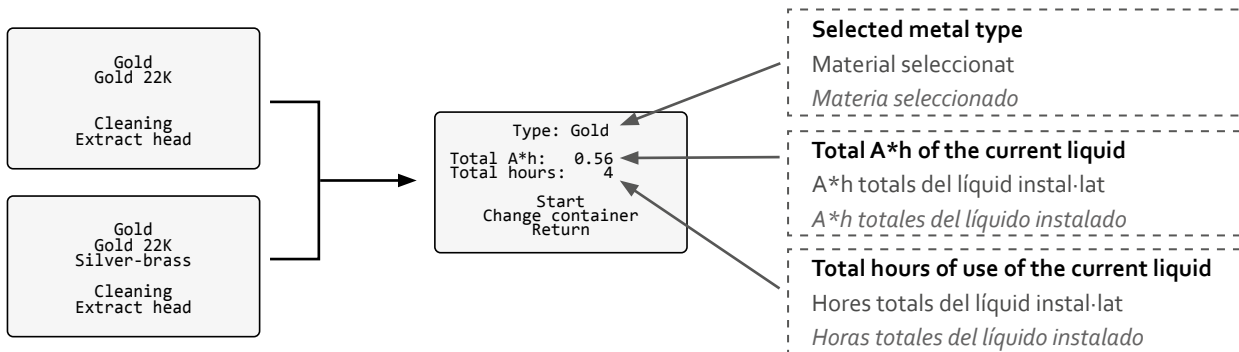 Gold
Gold 22K
Cleaning
Extract head
Gold
Gold 22K
Silver-brass
Cleaning
Extract head
Type: Gold
Total A*h: 0.56
Total hours: 4
Start
Change container
Return
Selected metal type
Material seleccionat
Materia seleccionado
Total A*h of the current liquid
A*h totals del líquid instal·lat
A*h totales del líquido instalado
Total hours of use of the current liquid
Hores totals del líquid instal·lat
Horas totales del líquido instalado